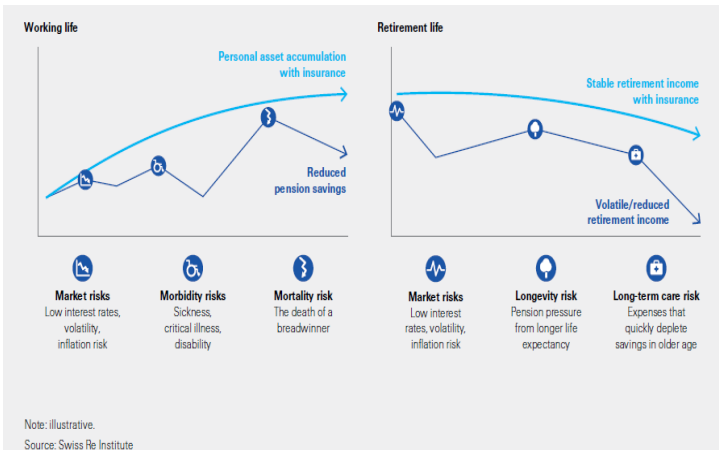 Working life
Personal asset accumulation
with insurance
Reduced
pension savings
Market risks
Low interest rates,
volatility,
inflation risk
Morbidity risks
Sickness,
critical illness,
disability
Mortality risk
The death of a
breadwinner
Retirement life
Stable retirement income
with insurance
Volatile/reduced
retirement income
Market risks
Low interest
rates, volatility,
inflation risk
Longevity risk
Pension pressure
from longer life
expectancy
Long-term care risk
Expenses that
quickly deplete
savings in older age
Note: illustrative.
Source: Swiss Re Institute